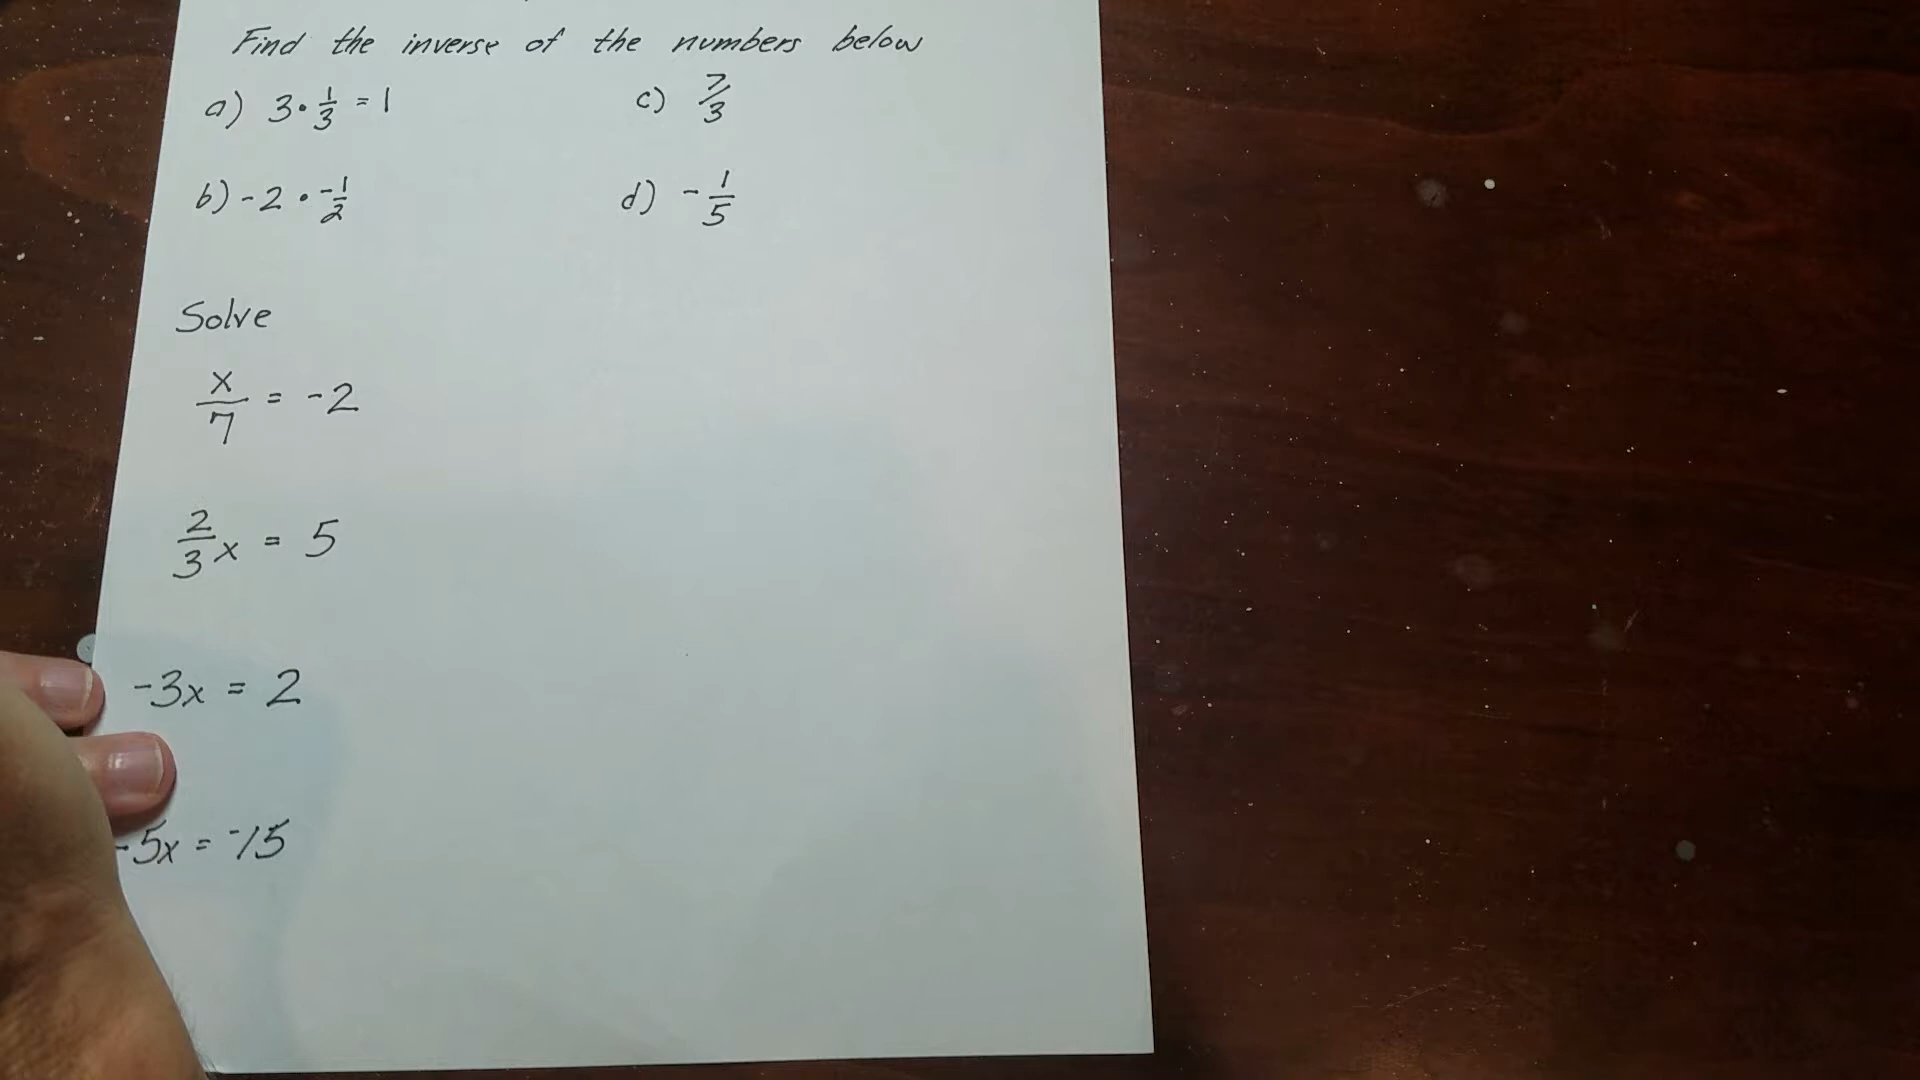 Find the inverse of the numbers below
a) 3 · 1/3 = 1
c) 7/3
b) -2 · -1/2
d) - 1/5
Solve
x/7 = -2
2/3 x = 5
-3x = 2
-5x = -15